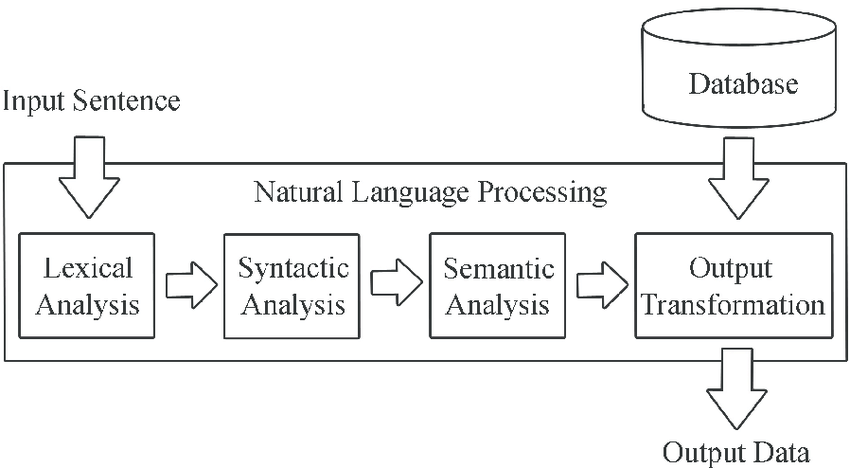 Database
Input Sentence
Natural Language Processing
Lexical
Analysis
Syntactic
Analysis
Semantic
Analysis
Output
Transformation
Output Data